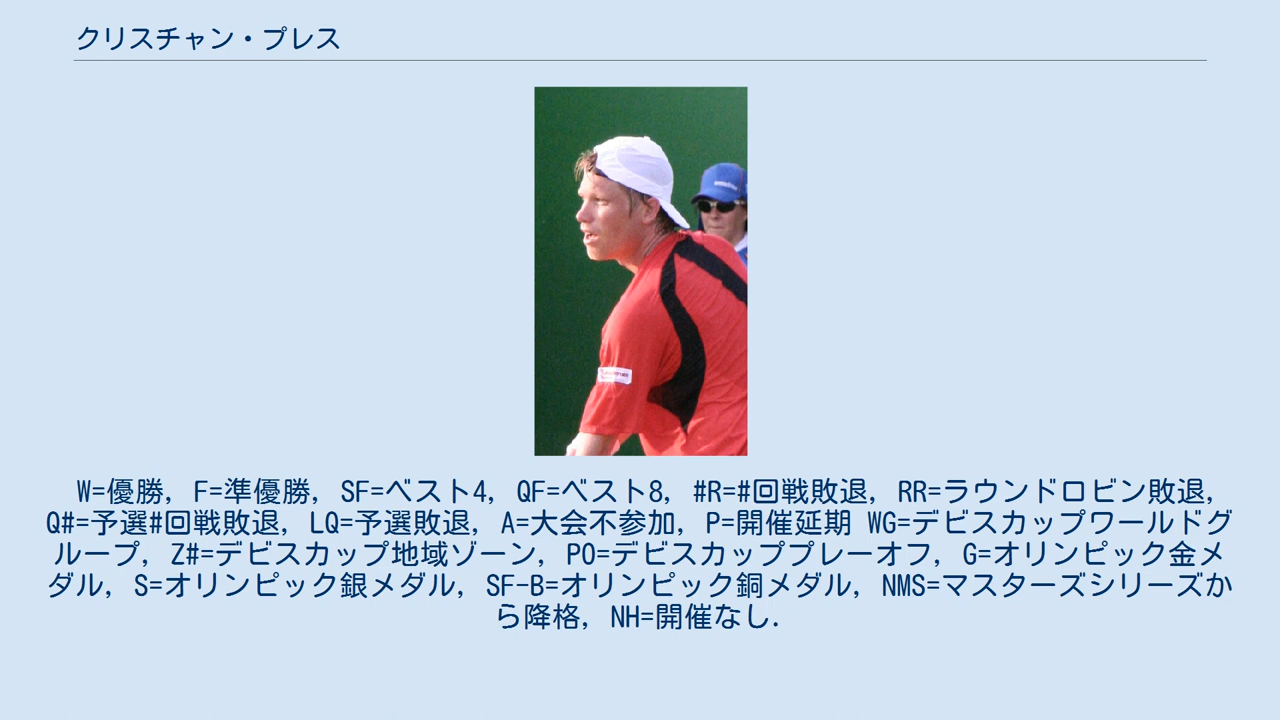 クリスチャン・プレス
W=優勝, F=準優勝, SF=ベスト4, QF=ベスト8, #R=#回戦敗退, RR=ラウンドロビン敗退,
Q#=予選#回戦敗退, LQ=予選敗退, A=大会不参加, P=開催延期 WG=デビスカップワールドグ
ループ, Z#=デビスカップ地域ゾーン, PO=デビスカッププレーオフ, G=オリンピック金メ
ダル, S=オリンピック銀メダル, SF-B=オリンピック銅メダル, NMS=マスターズシリーズか
ら降格, NH=開催なし.